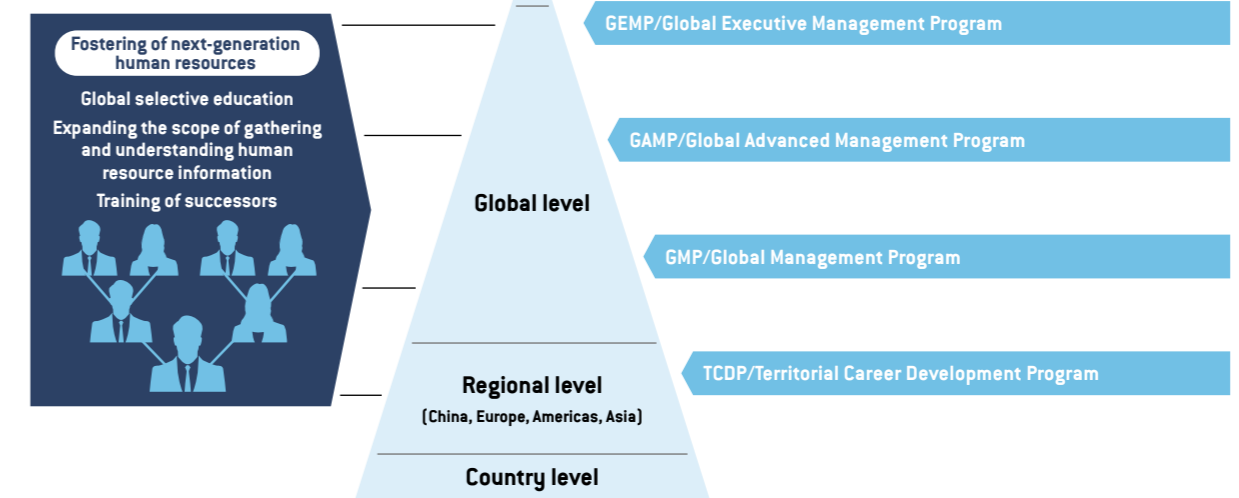 Fostering of next-generation
human resources
Global selective education
Expanding the scope of gathering
and understanding human
resource information
Training of successors
Global level
Regional level
(China, Europe, Americas, Asia)
Country level
GEMP/Global Executive Management Program
GAMP/Global Advanced Management Program
GMP/Global Management Program
TCDP/Territorial Career Development Program